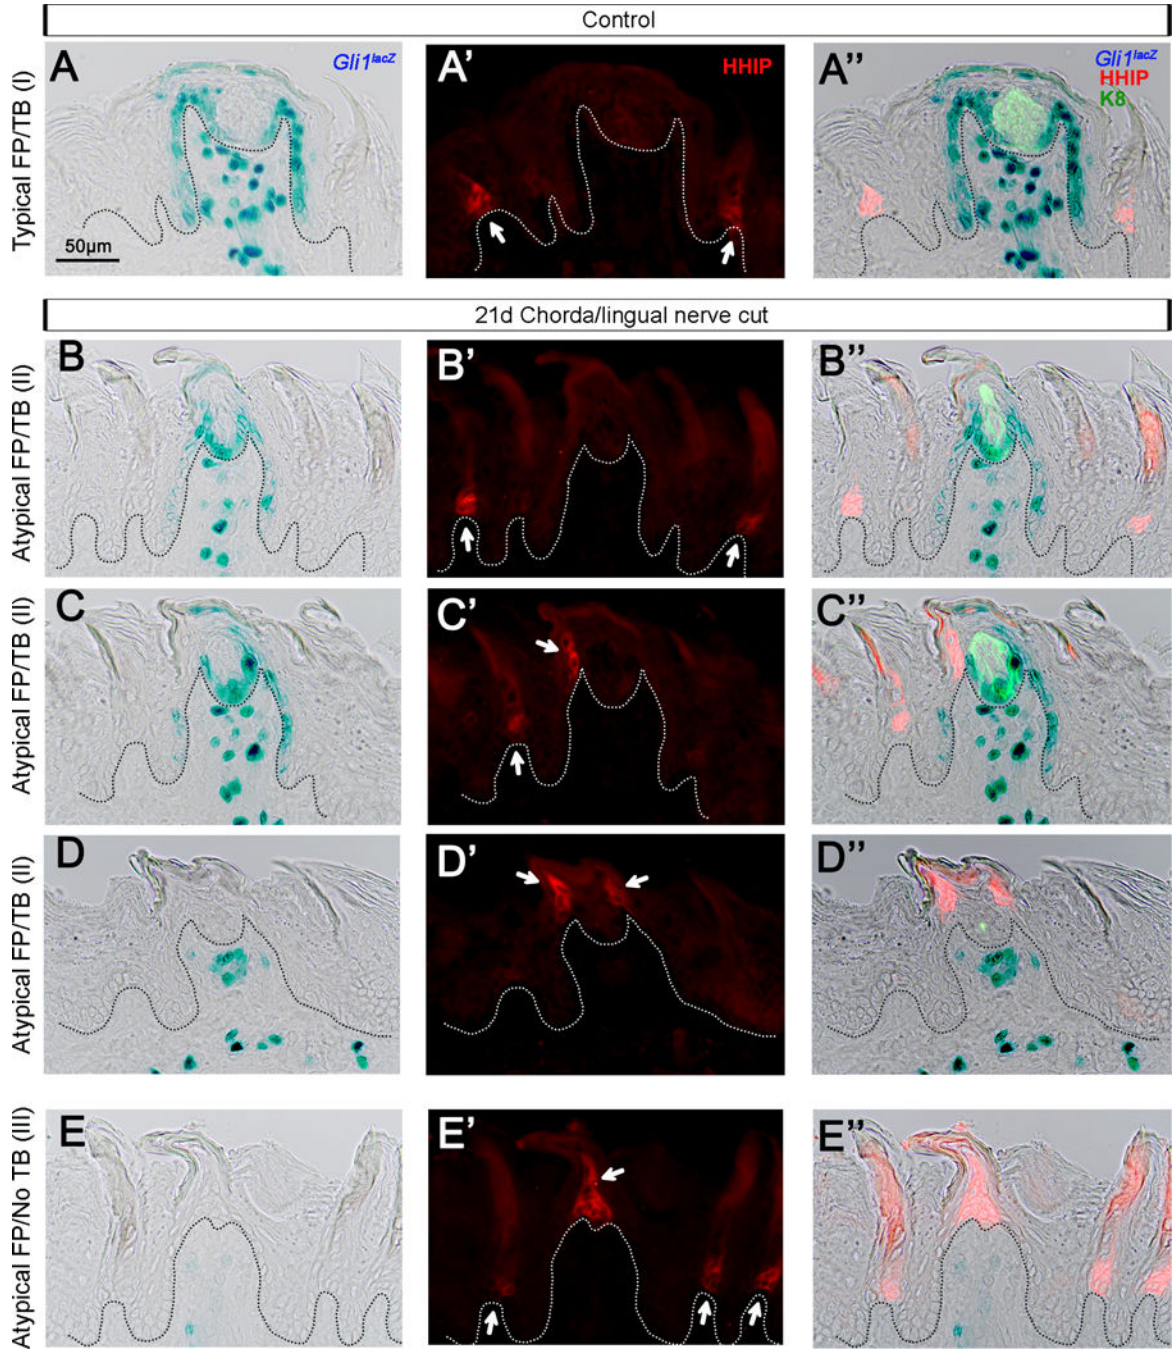 Control
Typical FP/TB (I)
A
Gli1lacZ
50µm
A'
HHIP
A"
Gli1lacZ
HHIP
K8
21d Chorda/lingual nerve cut
Atypical FP/TB (II)
B
B'
B"
Atypical FP/TB (II)
C
C'
C"
Atypical FP/TB (II)
D
D'
D"
Atypical FP/No TB (III)
E
E'
E"